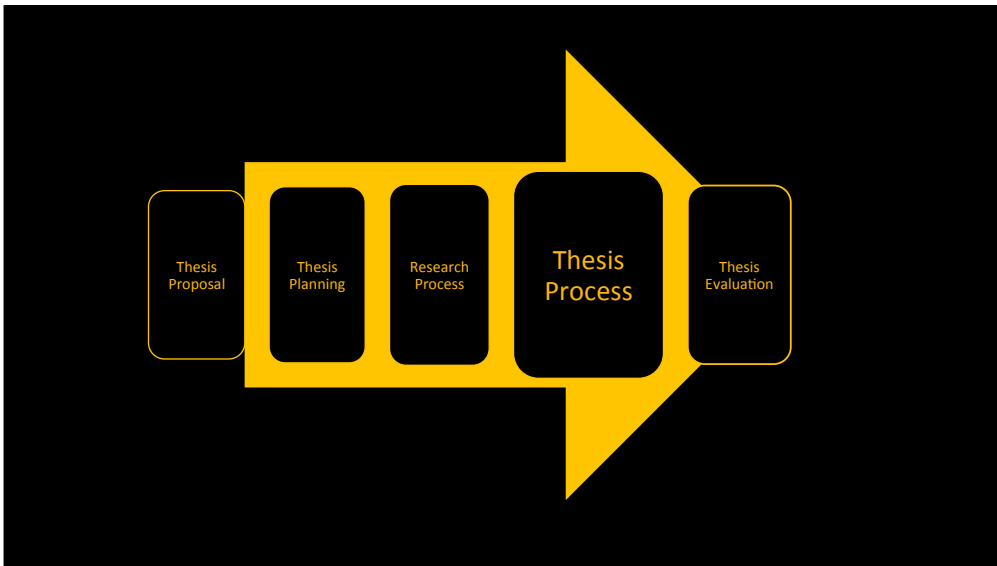 Thesis
Proposal
Thesis
Planning
Research
Process
Thesis
Process
Thesis
Evaluation